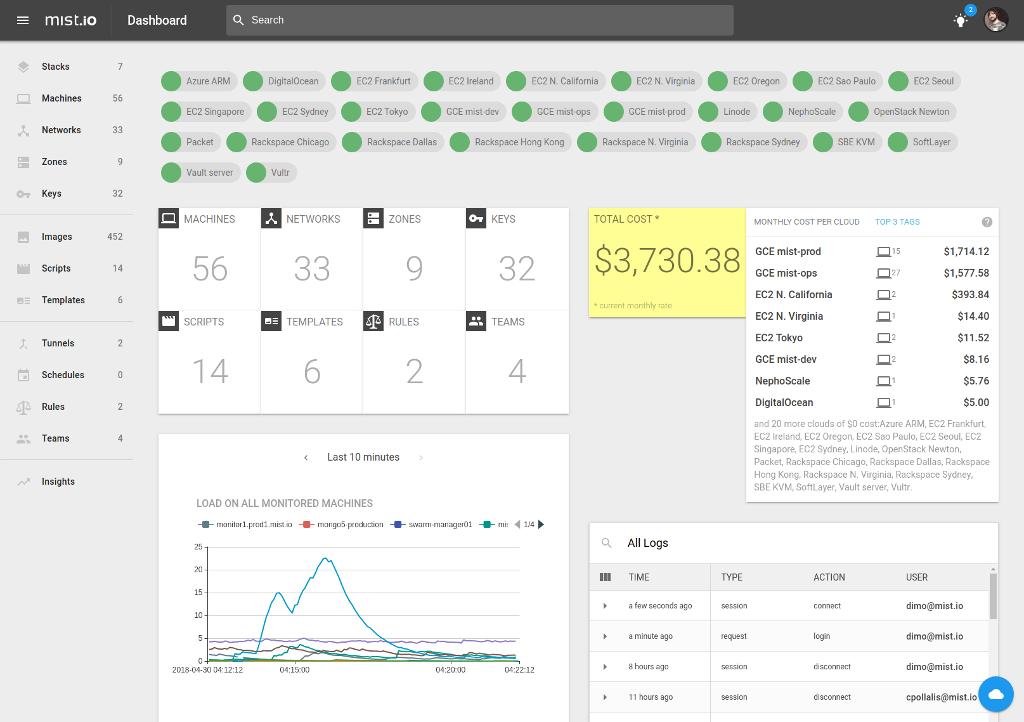 mist.io Dashboard Search 2
Stacks 7
Machines 56
Networks 33
Zones 9
Keys 32
Images 452
Scripts 14
Templates 6
Tunnels 2
Schedules 0
Rules 2
Teams 4
Insights
Azure ARM DigitalOcean EC2 Frankfurt EC2 Ireland EC2 N. California EC2 N. Virginia EC2 Oregon EC2 Sao Paulo EC2 Seoul
EC2 Singapore EC2 Sydney EC2 Tokyo GCE mist-dev GCE mist-ops GCE mist-prod Linode NephoScale OpenStack Newton
Packet Rackspace Chicago Rackspace Dallas Rackspace Hong Kong Rackspace N. Virginia Rackspace Sydney SBE KVM SoftLayer
Vault server Vultr
MACHINES NETWORKS ZONES KEYS
56 33 9 32
SCRIPTS TEMPLATES RULES TEAMS
14 6 2 4
TOTAL COST *
$3,730.38
* current monthly rate
MONTHLY COST PER CLOUD TOP 3 TAGS ?
GCE mist-prod 15 $1,714.12
GCE mist-ops 27 $1,577.58
EC2 N. California 2 $393.84
EC2 N. Virginia 1 $14.40
EC2 Tokyo 2 $11.52
GCE mist-dev 2 $8.16
NephoScale 1 $5.76
DigitalOcean 1 $5.00
and 20 more clouds of $0 cost:Azure ARM, EC2 Frankfurt,
EC2 Ireland, EC2 Oregon, EC2 Sao Paulo, EC2 Seoul, EC2
Singapore, EC2 Sydney, Linode, OpenStack Newton,
Packet, Rackspace Chicago, Rackspace Dallas, Rackspace
Hong Kong, Rackspace N. Virginia, Rackspace Sydney,
SBE KVM, SoftLayer, Vault server, Vultr.
Last 10 minutes
LOAD ON ALL MONITORED MACHINES
monitor1.prod1.mist.io mongo5-production swarm-manager01 mi 1/4
25
20
15
10
5
0
2018-04-30 04:12:12 04:15:00 04:20:00 04:22:12
All Logs
TIME TYPE ACTION USER
a few seconds ago session connect dimo@mist.io
a minute ago request login dimo@mist.io
8 hours ago session disconnect dimo@mist.io
11 hours ago session disconnect cpollalis@mist.io